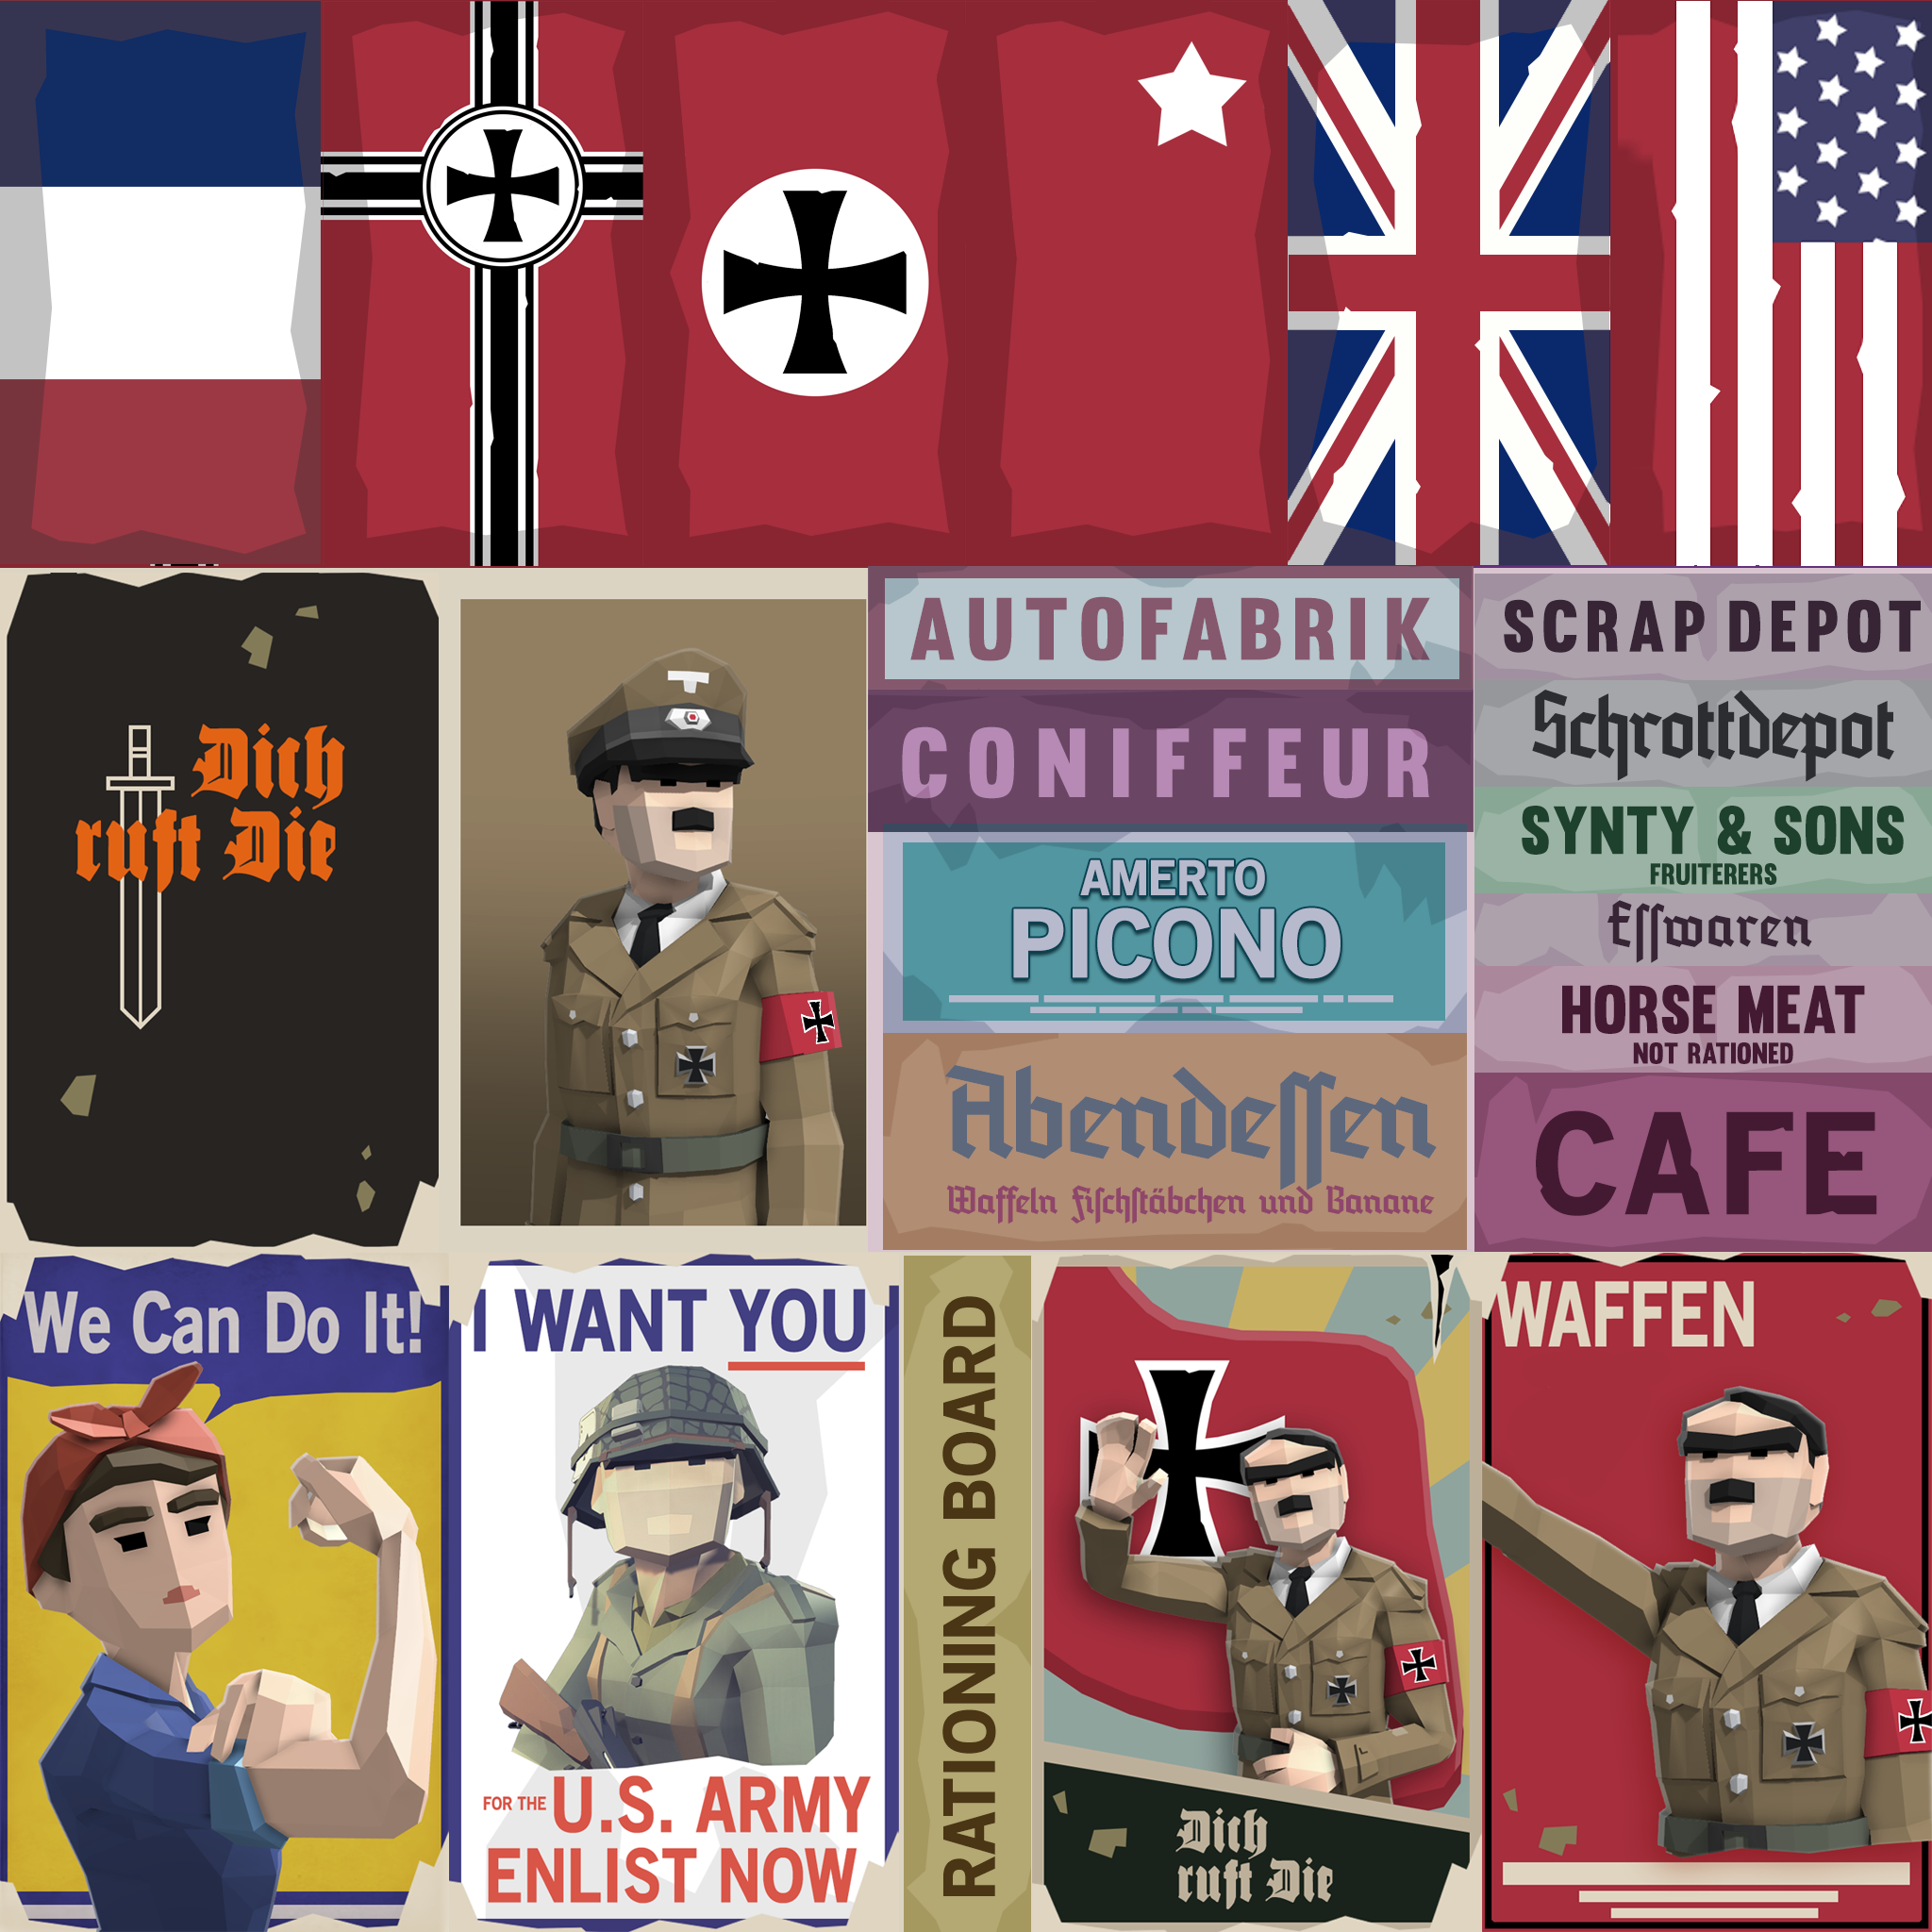 Dich
ruft Die
AUTOFABRIK
CONIFFEUR
AMERTO
PICONO
Abendeſſen
Waffeln Fiſchſtäbchen und Banane
SCRAP DEPOT
Schrottdepot
SYNTY & SONS
FRUITERERS
Eſſwaren
HORSE MEAT
NOT RATIONED
CAFE
We Can Do It!
I WANT YOU
FOR THE U.S. ARMY
ENLIST NOW
RATIONING BOARD
Dich
ruft Die
WAFFEN